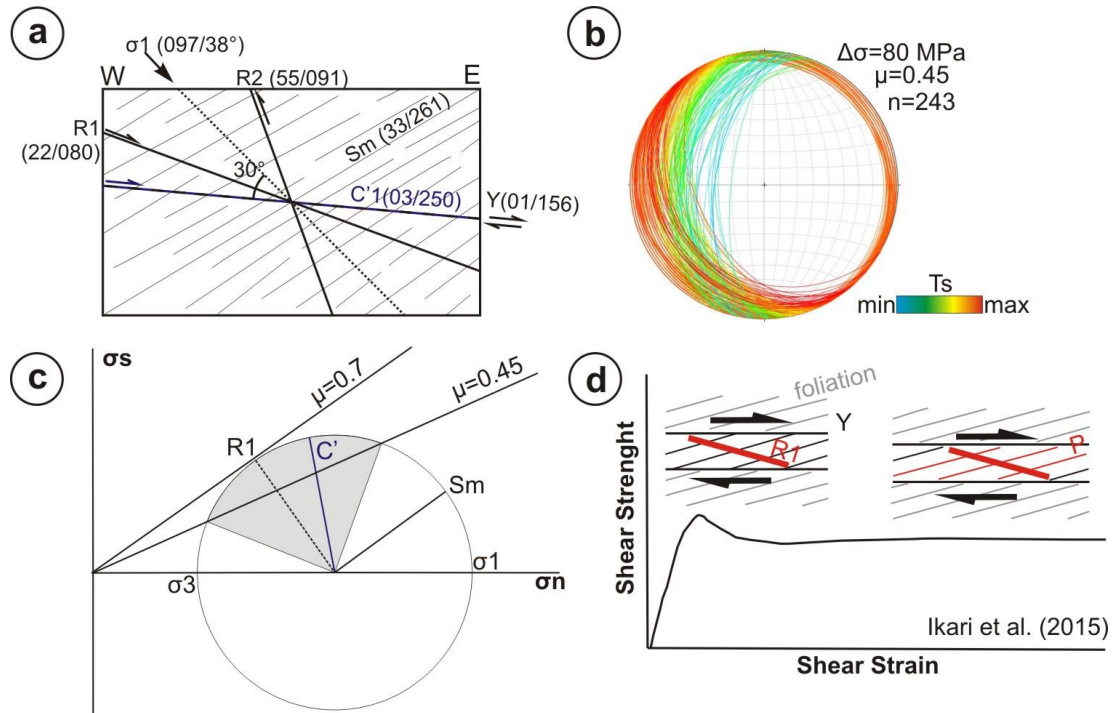 a
σ1 (097/38°)
W
R2 (55/091)
E
R1
(22/080)
Sm (33/261)
30°
C'1(03/250)
Y(01/156)
b
Δσ=80 MPa
μ=0.45
n=243
Ts
min
max
c
σs
μ=0.7
μ=0.45
R1
C'
Sm
σ3
σ1
σn
d
foliation
Y
R1
P
Shear Strenght
Ikari et al. (2015)
Shear Strain